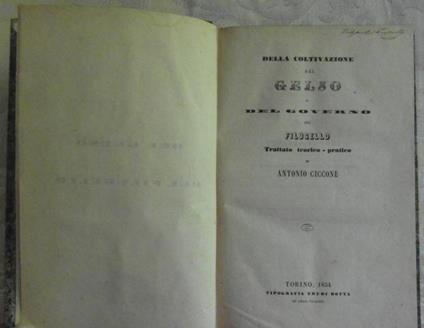 DELLA COLTIVAZIONE
DEL
GELSO
E
DEL GOVERNO
DEL
FILUGELLO
Trattato teorico-pratico
DI
ANTONIO CICCONE
TORINO, 1854
TIPOGRAFIA EREDI BOTTA